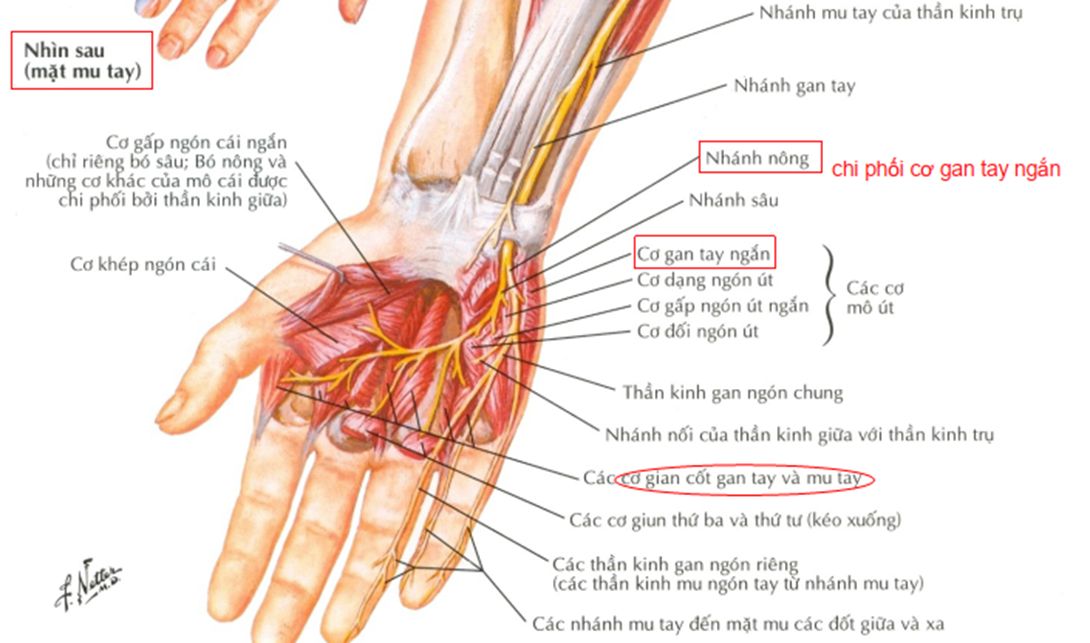 Nhánh mu tay của thần kinh trụ
Nhìn sau
(mặt mu tay)
Nhánh gan tay
Cơ gấp ngón cái ngắn
(chỉ riêng bó sâu; Bó nông và
những cơ khác của mô cái được
chi phối bởi thần kinh giữa)
Nhánh nông
chi phối cơ gan tay ngắn
Nhánh sâu
Cơ khép ngón cái
Cơ gan tay ngắn
Cơ dạng ngón út
Cơ gấp ngón út ngắn
Cơ dối ngón út
Các cơ
mô út
Thần kinh gan ngón chung
Nhánh nối của thần kinh giữa với thần kinh trụ
Các cơ gian cốt gan tay và mu tay
Các cơ giun thứ ba và thứ tư (kéo xuống)
Các thần kinh gan ngón riêng
(các thần kinh mu ngón tay từ nhánh mu tay)
Các nhánh mu tay đến mặt mu các đốt giữa và xa
F. Netter
M.D.